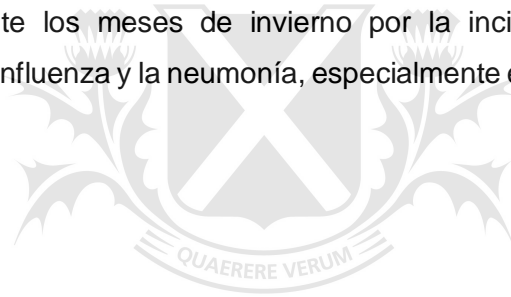 te los meses de invierno por la inci
nfluenza y la neumonía, especialmente e
QUAERERE VERUM